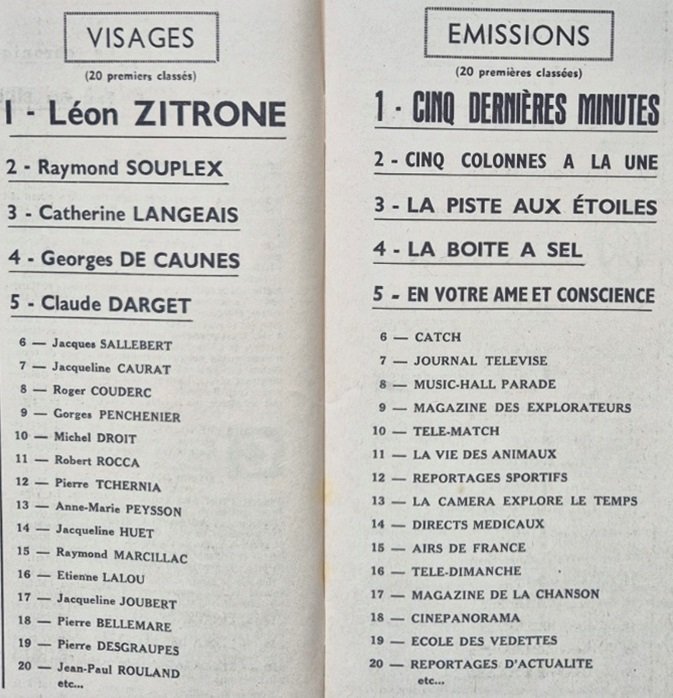 VISAGES
(20 premiers classés)
1 - Léon ZITRONE
2 - Raymond SOUPLEX
3 - Catherine LANGEAIS
4 - Georges DE CAUNES
5 - Claude DARGET
6 — Jacques SALLEBERT
7 — Jacqueline CAURAT
8 — Roger COUDERC
9 — Gorges PENCHENIER
10 — Michel DROIT
11 — Robert ROCCA
12 — Pierre TCHERNIA
13 — Anne-Marie PEYSSON
14 — Jacqueline HUET
15 — Raymond MARCILLAC
16 — Etienne LALOU
17 — Jacqueline JOUBERT
18 — Pierre BELLEMARE
19 — Pierre DESGRAUPES
20 — Jean-Paul ROULAND
etc...
EMISSIONS
(20 premières classées)
1 - CINQ DERNIÈRES MINUTES
2 - CINQ COLONNES A LA UNE
3 - LA PISTE AUX ÉTOILES
4 - LA BOITE A SEL
5 - EN VOTRE AME ET CONSCIENCE
6 — CATCH
7 — JOURNAL TELEVISE
8 — MUSIC-HALL PARADE
9 — MAGAZINE DES EXPLORATEURS
10 — TELE-MATCH
11 — LA VIE DES ANIMAUX
12 — REPORTAGES SPORTIFS
13 — LA CAMERA EXPLORE LE TEMPS
14 — DIRECTS MEDICAUX
15 — AIRS DE FRANCE
16 — TELE-DIMANCHE
17 — MAGAZINE DE LA CHANSON
18 — CINEPANORAMA
19 — ECOLE DES VEDETTES
20 — REPORTAGES D'ACTUALITE
etc...